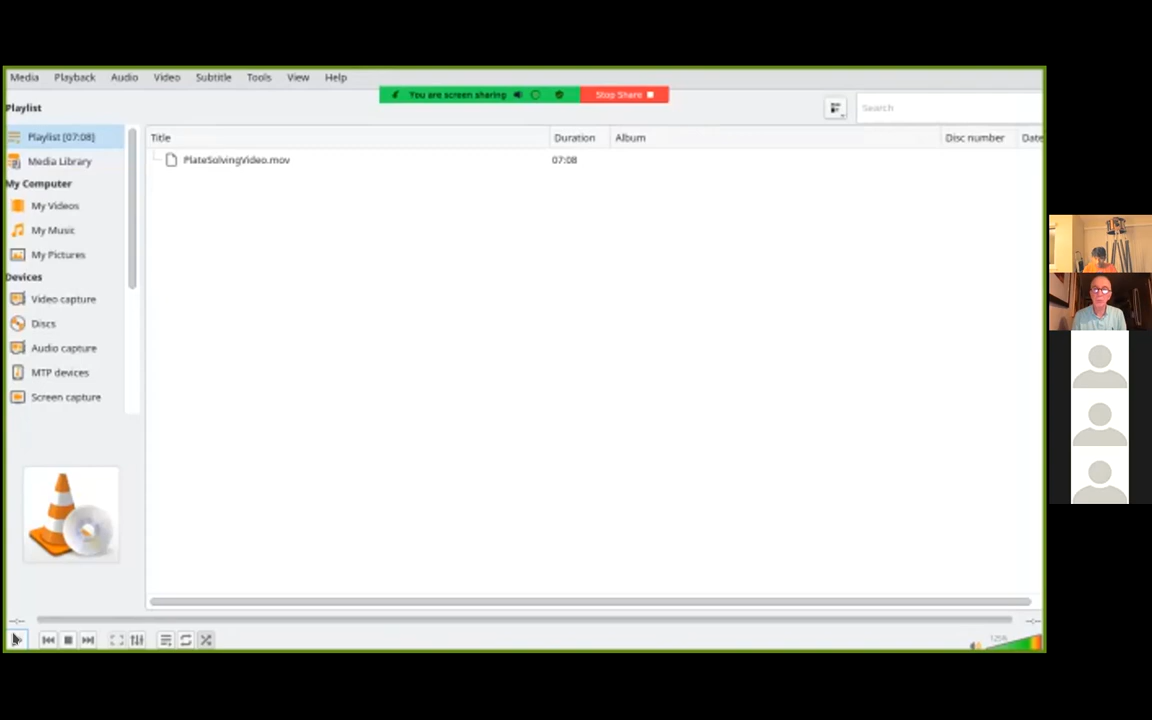 Media Playback Audio Video Subtitle Tools View Help
You are screen sharing Stop Share
Playlist
Search
Playlist [07:08]
Media Library
My Computer
My Videos
My Music
My Pictures
Devices
Video capture
Discs
Audio capture
MTP devices
Screen capture
Title Duration Album Disc number Date
PlateSolvingVideo.mov 07:08
--:--
--:--
125%